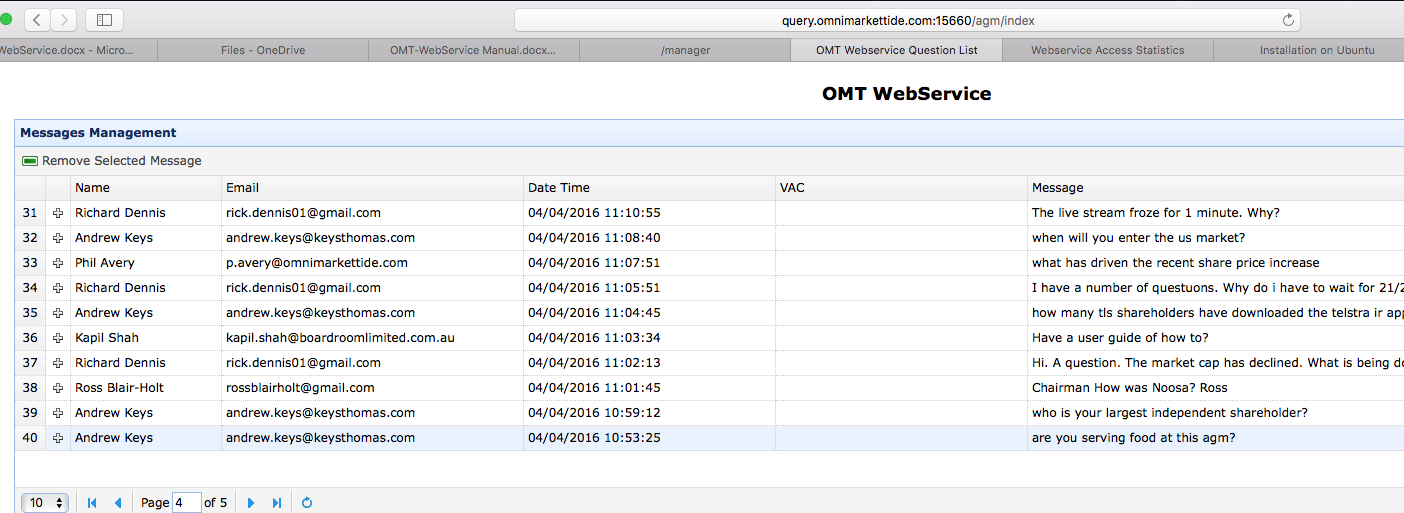 query.omnimarkettide.com:15660/agm/index
WebService.docx - Micro... Files - OneDrive OMT-WebService Manual.docx... /manager OMT Webservice Question List Webservice Access Statistics Installation on Ubuntu
OMT WebService
Messages Management
Remove Selected Message
Name Email Date Time VAC Message
31 Richard Dennis rick.dennis01@gmail.com 04/04/2016 11:10:55 The live stream froze for 1 minute. Why?
32 Andrew Keys andrew.keys@keysthomas.com 04/04/2016 11:08:40 when will you enter the us market?
33 Phil Avery p.avery@omnimarkettide.com 04/04/2016 11:07:51 what has driven the recent share price increase
34 Richard Dennis rick.dennis01@gmail.com 04/04/2016 11:05:51 I have a number of questuons. Why do i have to wait for 21/2
35 Andrew Keys andrew.keys@keysthomas.com 04/04/2016 11:04:45 how many tls shareholders have downloaded the telstra ir app
36 Kapil Shah kapil.shah@boardroomlimited.com.au 04/04/2016 11:03:34 Have a user guide of how to?
37 Richard Dennis rick.dennis01@gmail.com 04/04/2016 11:02:13 Hi. A question. The market cap has declined. What is being do
38 Ross Blair-Holt rossblairholt@gmail.com 04/04/2016 11:01:45 Chairman How was Noosa? Ross
39 Andrew Keys andrew.keys@keysthomas.com 04/04/2016 10:59:12 who is your largest independent shareholder?
40 Andrew Keys andrew.keys@keysthomas.com 04/04/2016 10:53:25 are you serving food at this agm?
10 Page 4 of 5